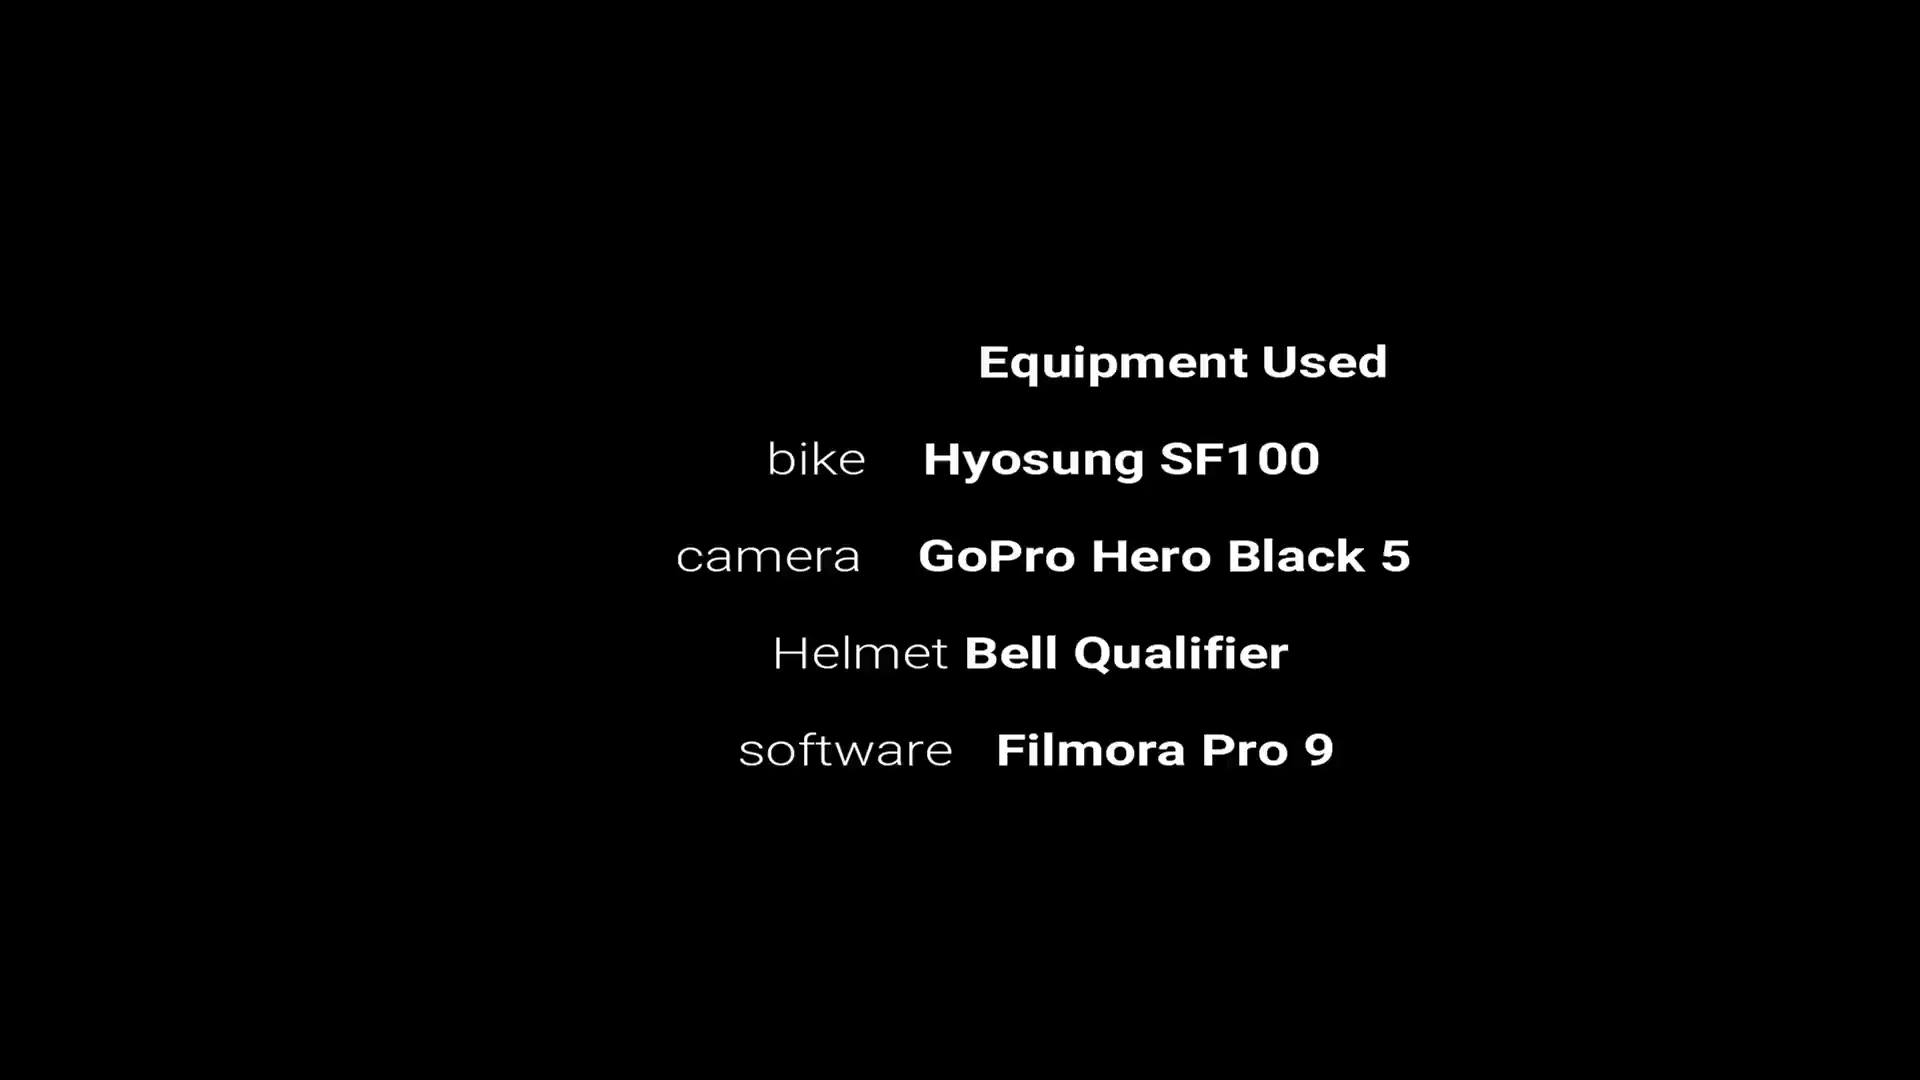 Equipment Used
bike Hyosung SF100
camera GoPro Hero Black 5
Helmet Bell Qualifier
software Filmora Pro 9